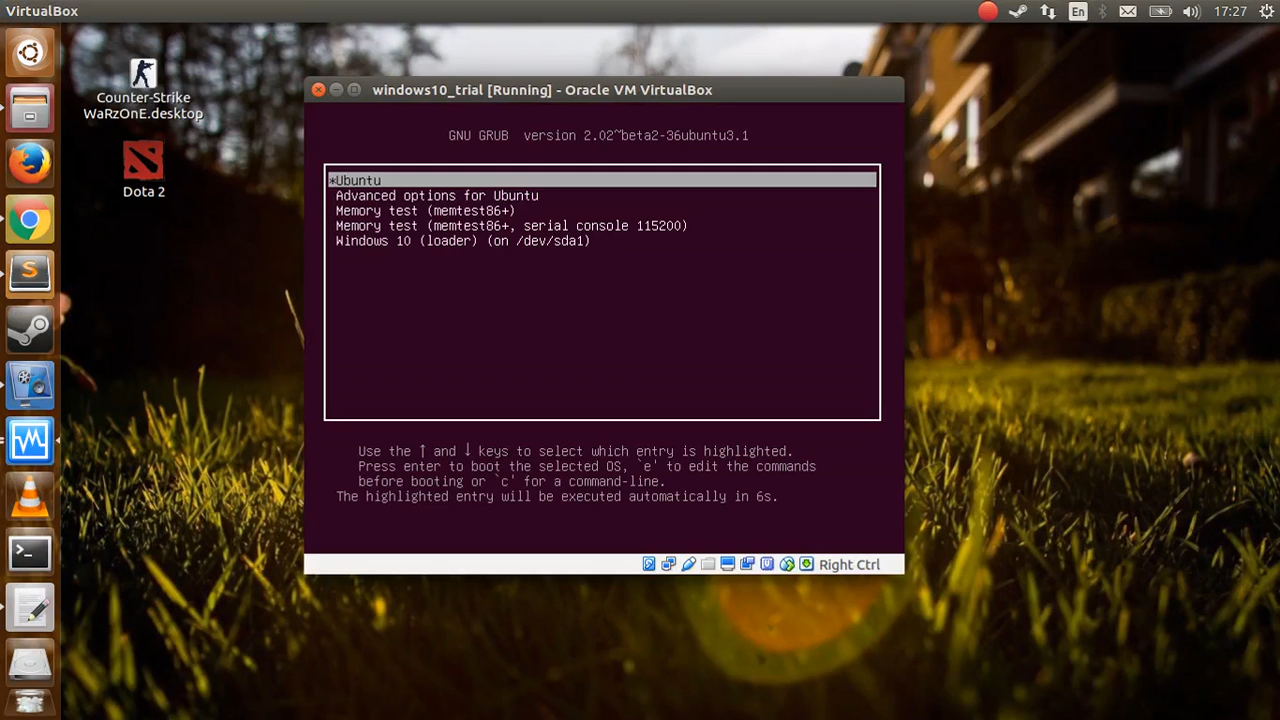 VirtualBox
En
17:27
Counter-Strike
WaRzOnE.desktop
Dota 2
windows10_trial [Running] - Oracle VM VirtualBox
GNU GRUB  version 2.02~beta2-36ubuntu3.1
*Ubuntu
Advanced options for Ubuntu
Memory test (memtest86+)
Memory test (memtest86+, serial console 115200)
Windows 10 (loader) (on /dev/sda1)
Use the ↑ and ↓ keys to select which entry is highlighted.
Press enter to boot the selected OS, `e' to edit the commands
before booting or `c' for a command-line.
The highlighted entry will be executed automatically in 6s.
Right Ctrl